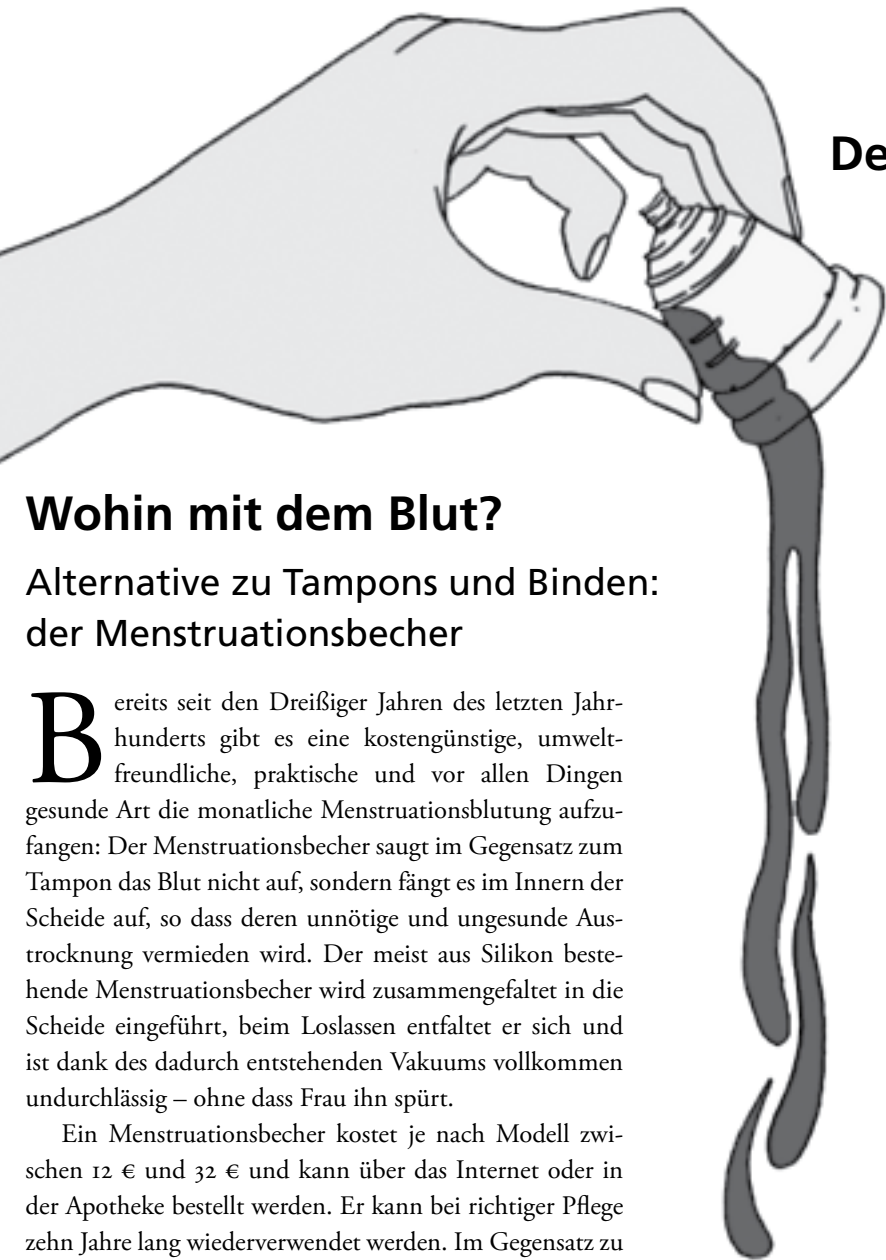 De
Wohin mit dem Blut?
Alternative zu Tampons und Binden:
der Menstruationsbecher
Bereits seit den Dreißiger Jahren des letzten Jahr-
hunderts gibt es eine kostengünstige, umwelt-
freundliche, praktische und vor allen Dingen
gesunde Art die monatliche Menstruationsblutung aufzu-
fangen: Der Menstruationsbecher saugt im Gegensatz zum
Tampon das Blut nicht auf, sondern fängt es im Innern der
Scheide auf, so dass deren unnötige und ungesunde Aus-
trocknung vermieden wird. Der meist aus Silikon beste-
hende Menstruationsbecher wird zusammengefaltet in die
Scheide eingeführt, beim Loslassen entfaltet er sich und
ist dank des dadurch entstehenden Vakuums vollkommen
undurchlässig – ohne dass Frau ihn spürt.
Ein Menstruationsbecher kostet je nach Modell zwi-
schen 12 € und 32 € und kann über das Internet oder in
der Apotheke bestellt werden. Er kann bei richtiger Pflege
zehn Jahre lang wiederverwendet werden. Im Gegensatz zu